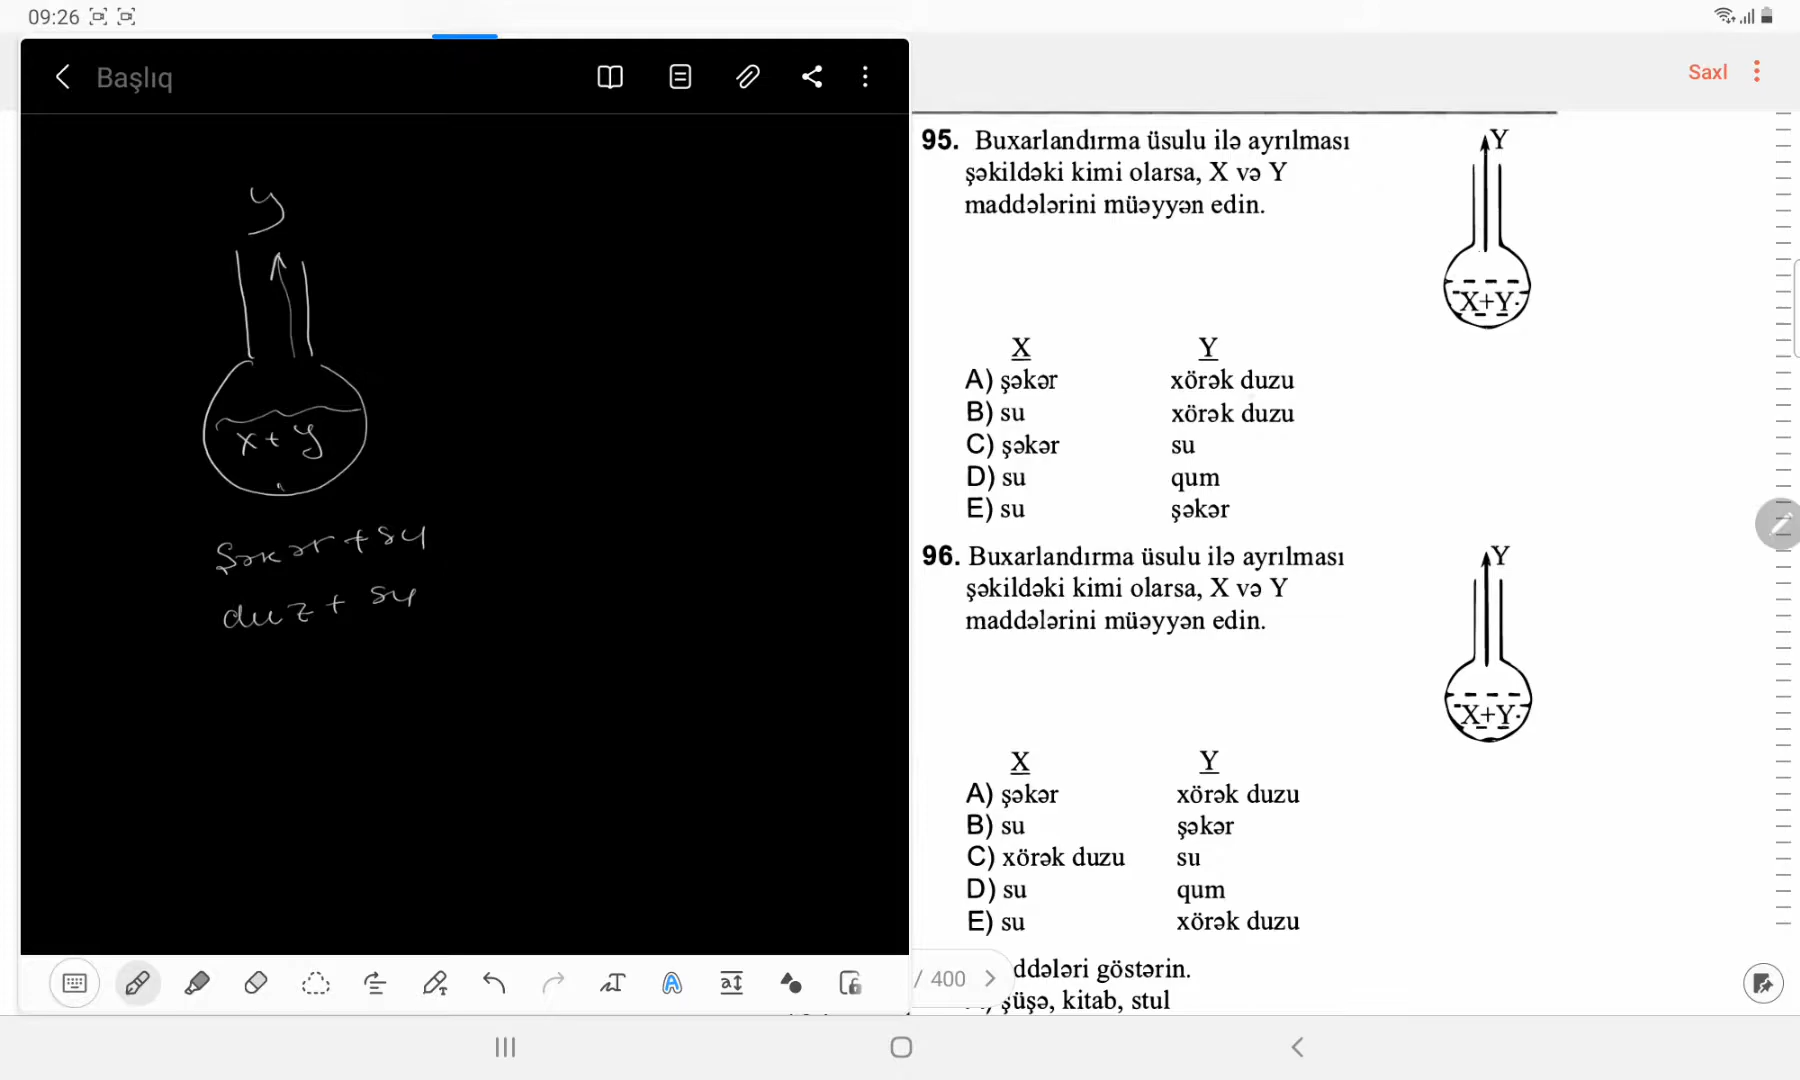 09:26
Başlıq
y
x + y
Şəkər + su
duz + su
Saxl
95. Buxarlandırma üsulu ilə ayrılması
şəkildəki kimi olarsa, X və Y
maddələrini müəyyən edin.
Y
X+Y
X Y
A) şəkər xörək duzu
B) su xörək duzu
C) şəkər su
D) su qum
E) su şəkər
96. Buxarlandırma üsulu ilə ayrılması
şəkildəki kimi olarsa, X və Y
maddələrini müəyyən edin.
Y
X+Y
X Y
A) şəkər xörək duzu
B) su şəkər
C) xörək duzu su
D) su qum
E) su xörək duzu
/ 400
ddələri göstərin.
şüşə, kitab, stul